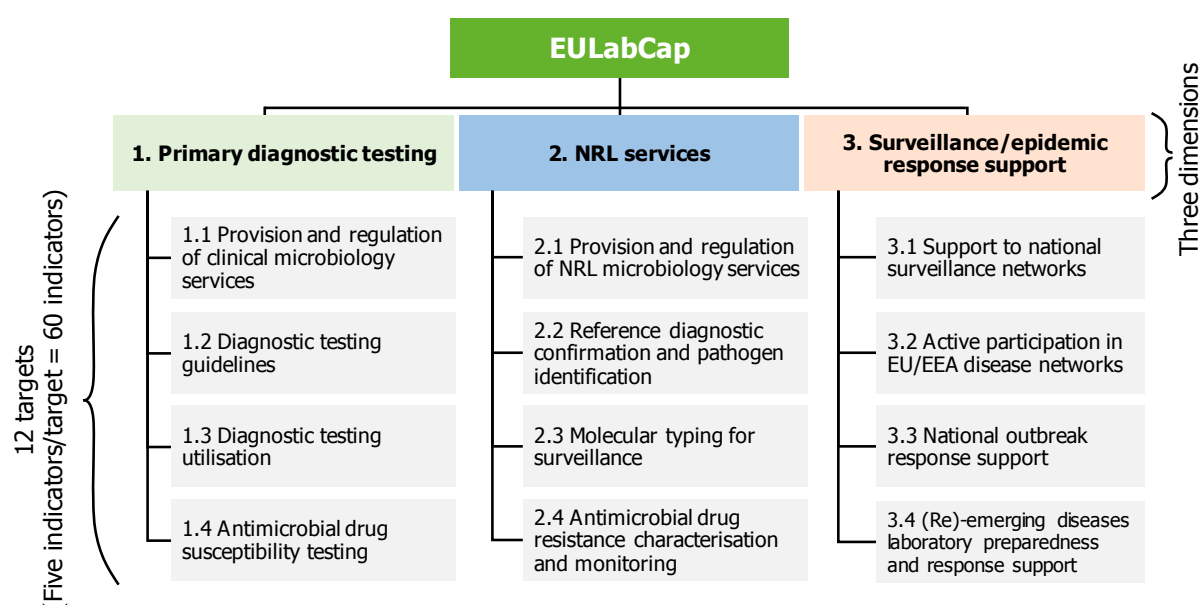 EULabCap
1. Primary diagnostic testing
2. NRL services
3. Surveillance/epidemic
response support
Three dimensions
12 targets
(Five indicators/target = 60 indicators)
1.1 Provision and regulation
of clinical microbiology
services
1.2 Diagnostic testing
guidelines
1.3 Diagnostic testing
utilisation
1.4 Antimicrobial drug
susceptibility testing
2.1 Provision and regulation
of NRL microbiology services
2.2 Reference diagnostic
confirmation and pathogen
identification
2.3 Molecular typing for
surveillance
2.4 Antimicrobial drug
resistance characterisation
and monitoring
3.1 Support to national
surveillance networks
3.2 Active participation in
EU/EEA disease networks
3.3 National outbreak
response support
3.4 (Re)-emerging diseases
laboratory preparedness
and response support